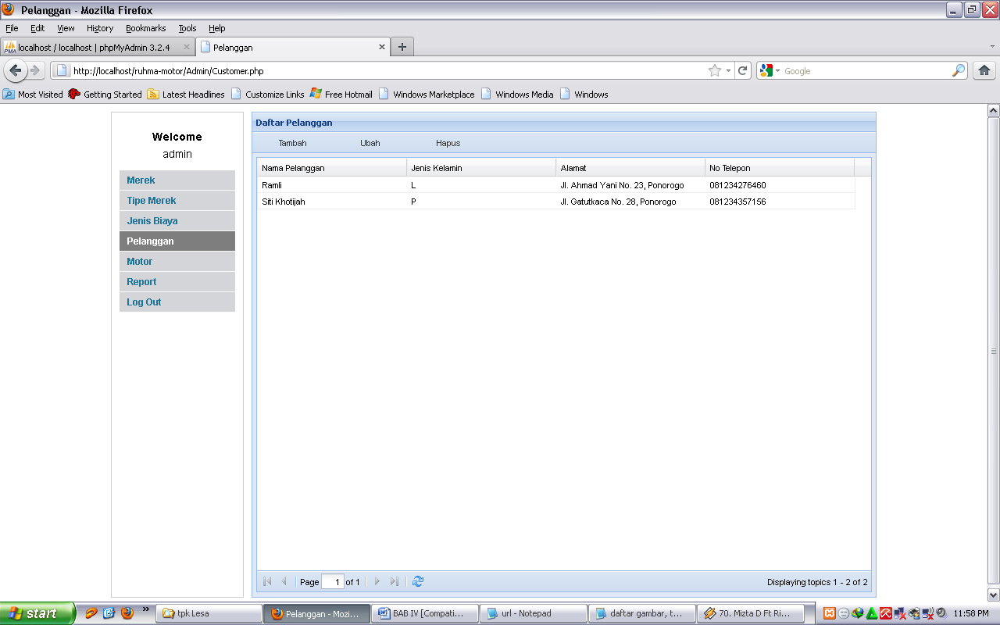 Pelanggan - Mozilla Firefox
File Edit View History Bookmarks Tools Help
PMA localhost / localhost | phpMyAdmin 3.2.4 Pelanggan
http://localhost/ruhma-motor/Admin/Customer.php Google
Most Visited Getting Started Latest Headlines Customize Links Free Hotmail Windows Marketplace Windows Media Windows
Welcome
admin
Merek
Tipe Merek
Jenis Biaya
Pelanggan
Motor
Report
Log Out
Daftar Pelanggan
Tambah Ubah Hapus
Nama Pelanggan Jenis Kelamin Alamat No Telepon
Ramli L Jl. Ahmad Yani No. 23, Ponorogo 081234276460
Siti Khotijah P Jl. Gatutkaca No. 28, Ponorogo 081234357156
Page 1 of 1 Displaying topics 1 - 2 of 2
start » tpk Lesa Pelanggan - Mozi... BAB IV [Compati... url - Notepad daftar gambar, t... 70. Mizta D Ft Ri... 11:58 PM